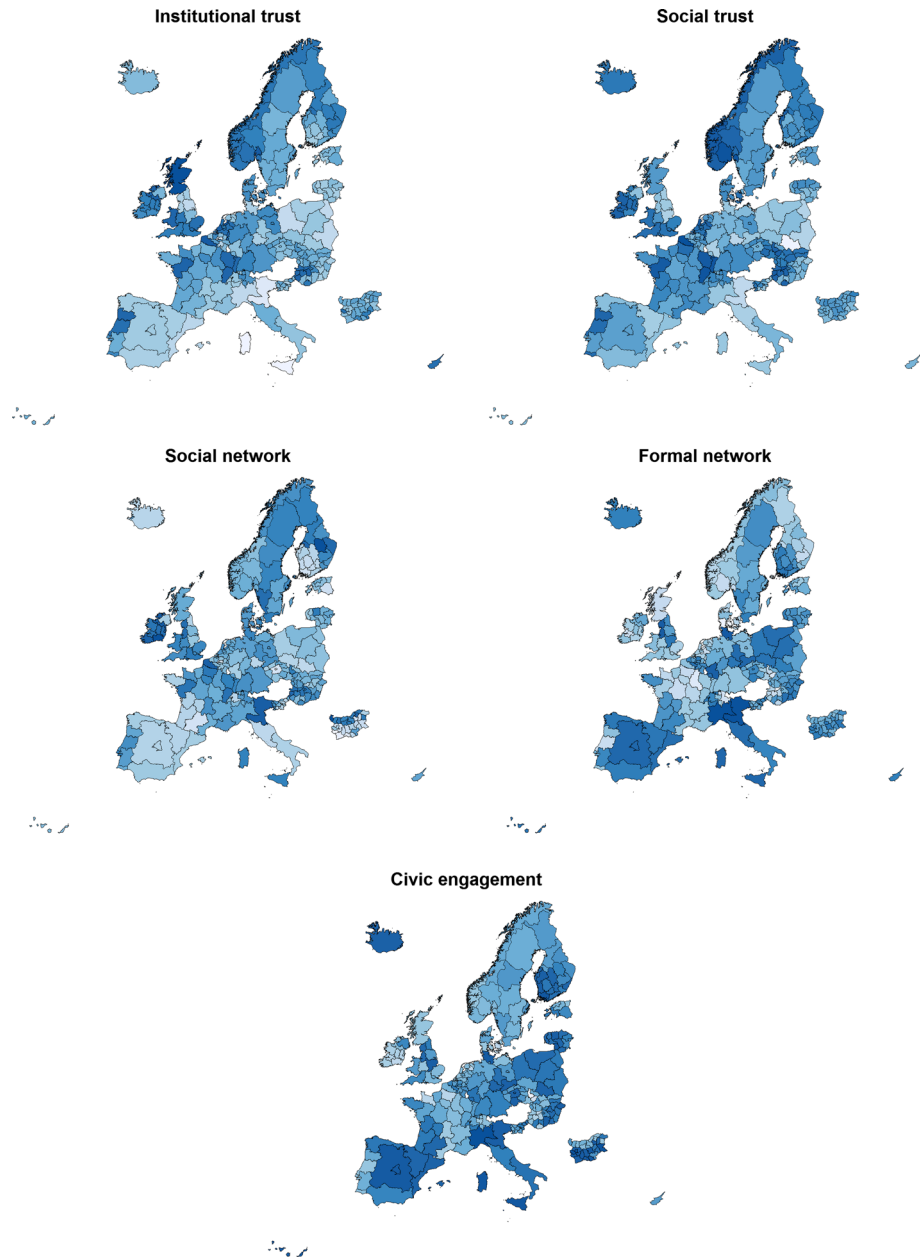 Institutional trust
Social trust
Social network
Formal network
Civic engagement